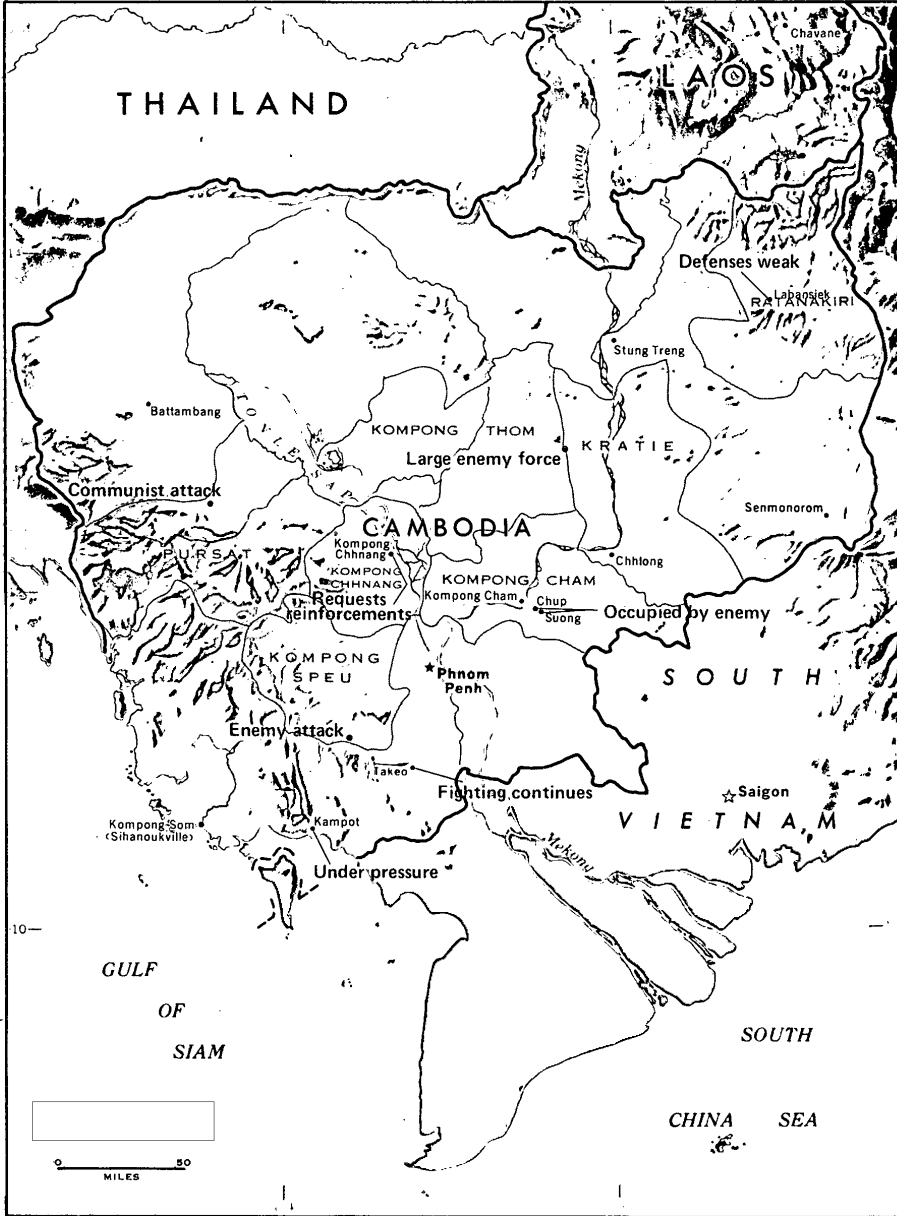 Chavane
LAOS
THAILAND
Mekong
Defenses weak
Labansiek
RATANAKIRI
Stung Treng
Battambang
TONLE SAP
KOMPONG THOM
KRATIE
Large enemy force
Communist attack
Senmonorom
CAMBODIA
PURSAT
Kompong
Chhnang
Chhlong
KOMPONG
CHHNANG
KOMPONG CHAM
Kompong Cham
Chup
Suong
Requests
reinforcements
Occupied by enemy
KOMPONG
SPEU
Phnom
Penh
SOUTH
Enemy attack
Takeo
Fighting continues
Saigon
VIETNAM
Kompong Som
(Sihanoukville)
Kampot
Mekong
Under pressure
10
GULF
OF
SIAM
SOUTH
CHINA SEA
0 50
MILES